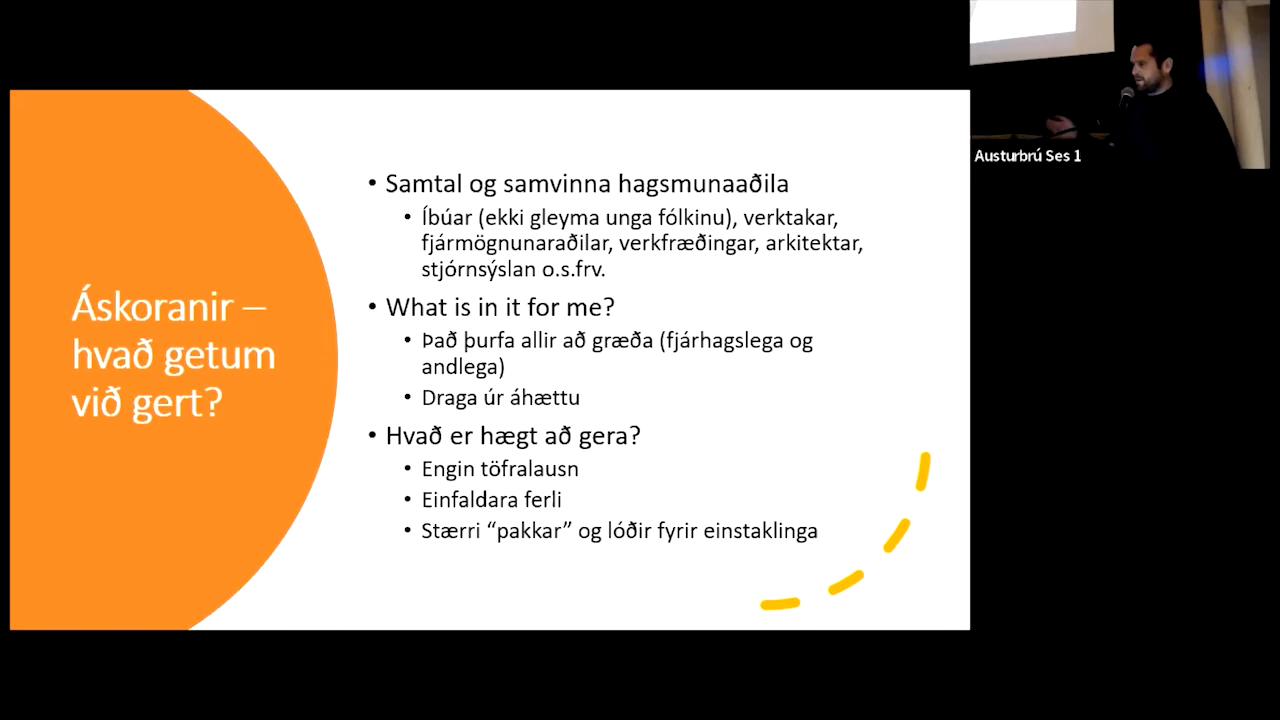 Áskoranir –
hvað getum
við gert?
• Samtal og samvinna hagsmunaaðila
• Íbúar (ekki gleyma unga fólkinu), verktakar,
fjármögnunaraðilar, verkfræðingar, arkitektar,
stjórnsýslan o.s.frv.
• What is in it for me?
• Það þurfa allir að græða (fjárhagslega og
andlega)
• Draga úr áhættu
• Hvað er hægt að gera?
• Engin töfralausn
• Einfaldara ferli
• Stærri “pakkar” og lóðir fyrir einstaklinga
Austurbrú Ses 1